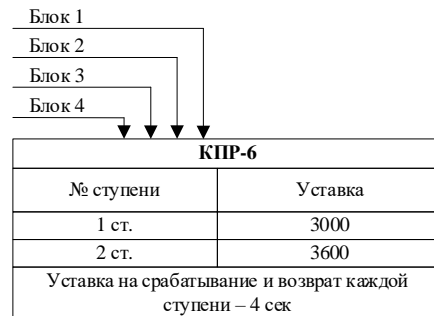 Блок 1
Блок 2
Блок 3
Блок 4
КПР-6
№ ступени Уставка
1 ст. 3000
2 ст. 3600
Уставка на срабатывание и возврат каждой
ступени – 4 сек